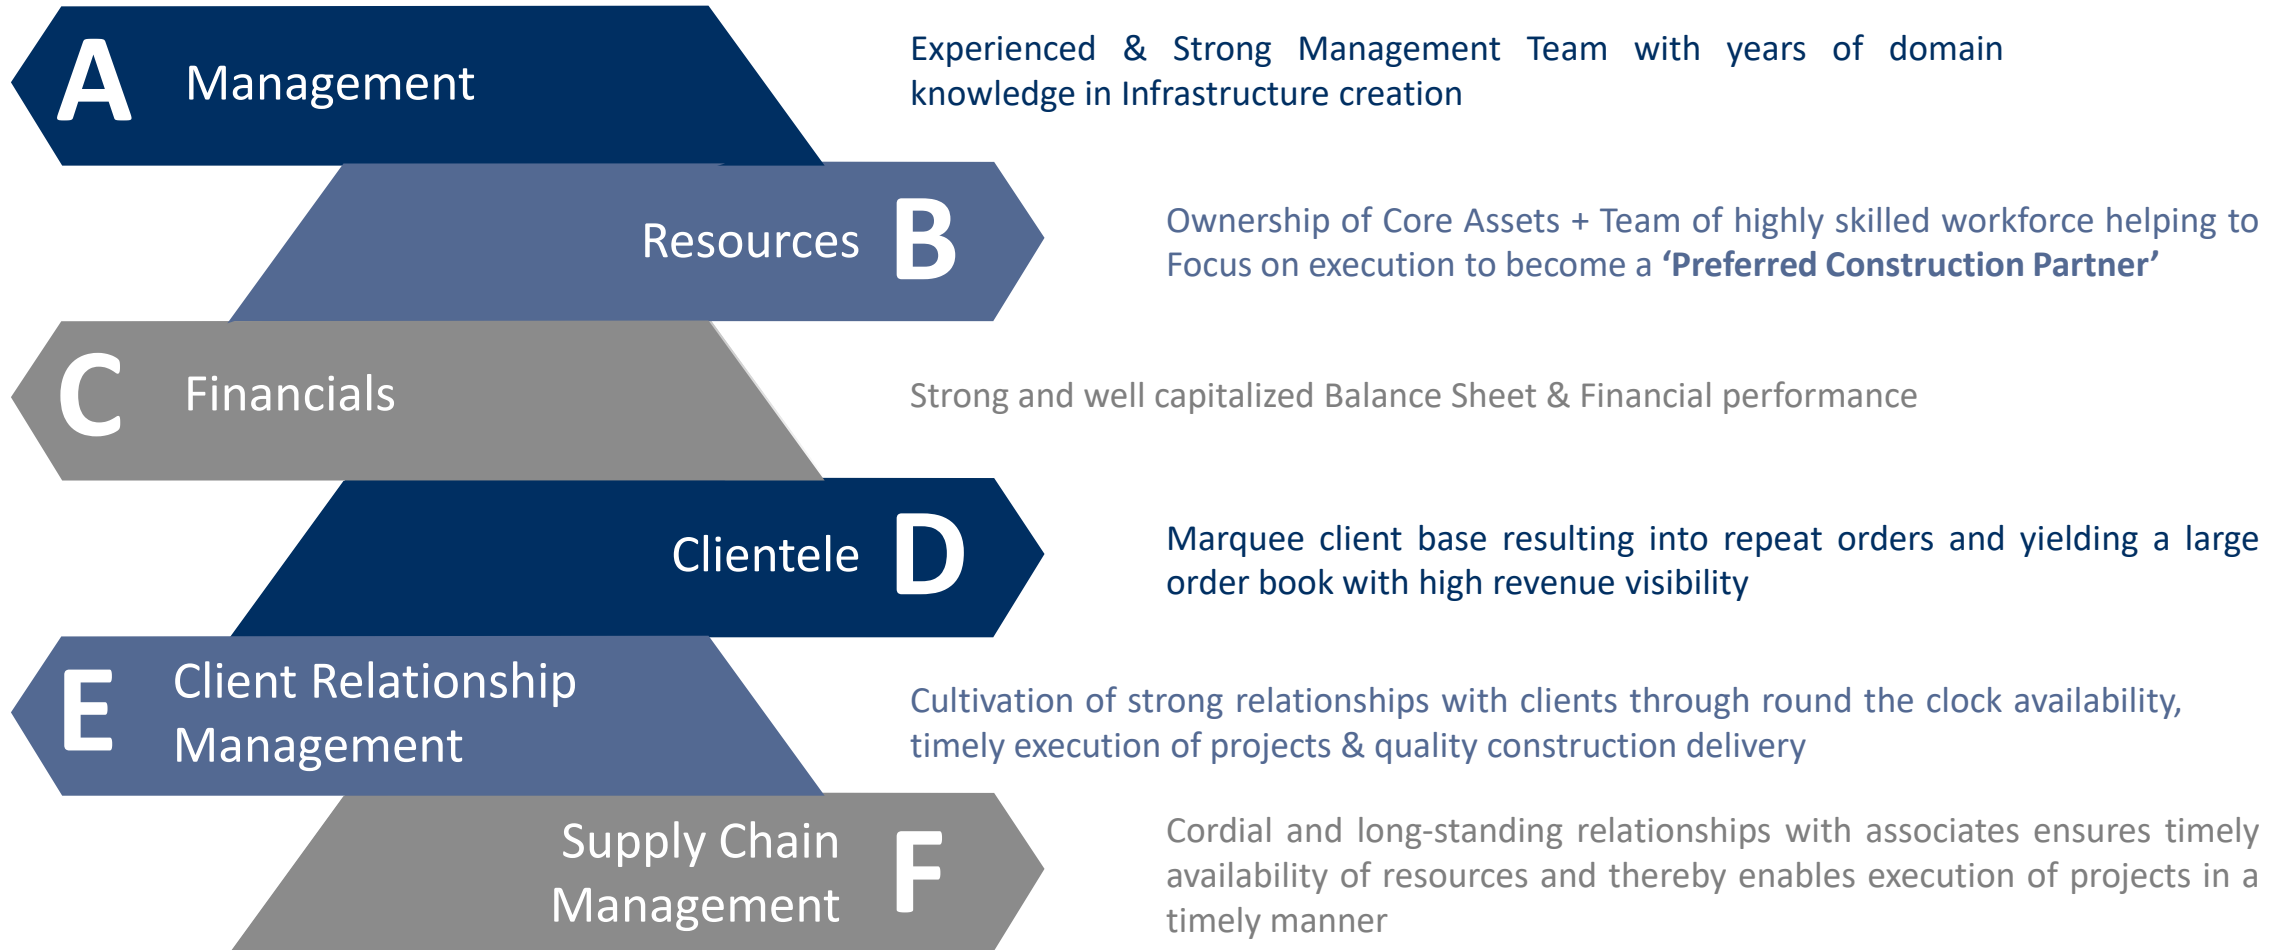 A Management
Experienced & Strong Management Team with years of domain
knowledge in Infrastructure creation
Resources B
Ownership of Core Assets + Team of highly skilled workforce helping to
Focus on execution to become a ‘Preferred Construction Partner’
C Financials
Strong and well capitalized Balance Sheet & Financial performance
Clientele D
Marquee client base resulting into repeat orders and yielding a large
order book with high revenue visibility
E Client Relationship
Management
Cultivation of strong relationships with clients through round the clock availability,
timely execution of projects & quality construction delivery
Supply Chain
Management F
Cordial and long-standing relationships with associates ensures timely
availability of resources and thereby enables execution of projects in a
timely manner